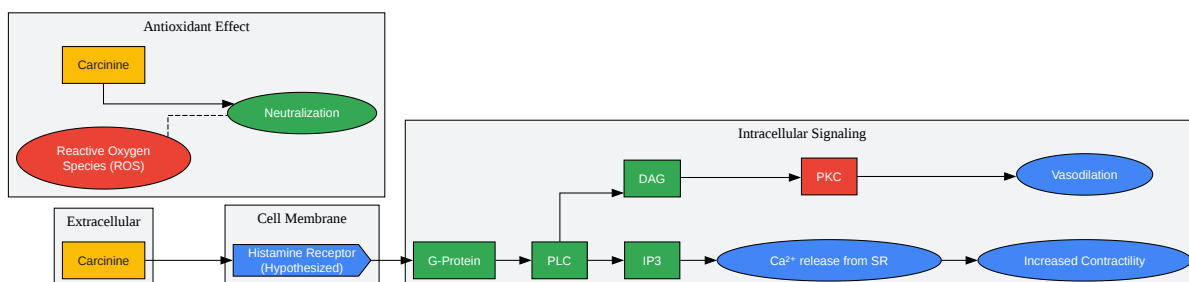 Antioxidant Effect
Carcinine
Neutralization
Reactive Oxygen
Species (ROS)
Intracellular Signaling
DAG
PKC
Vasodilation
Extracellular
Cell Membrane
Carcinine
Histamine Receptor
(Hypothesized)
G-Protein
PLC
IP3
Ca²⁺ release from SR
Increased Contractility